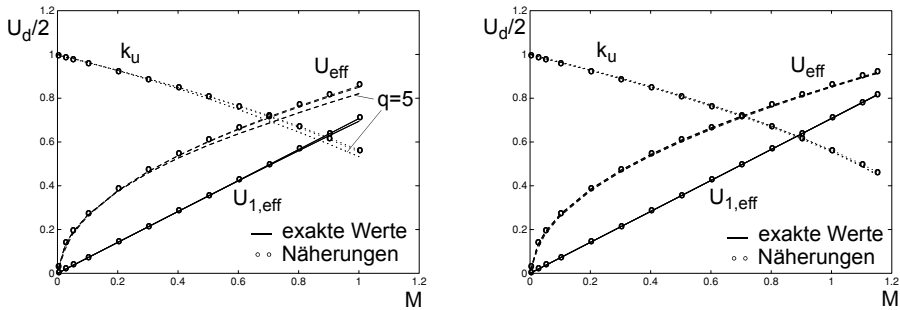 U_d/2
1.2
1
0.8
0.6
0.4
0.2
0
k_u
U_eff
q=5
U_1,eff
exakte Werte
Näherungen
0 0.2 0.4 0.6 0.8 1 1.2
M
U_d/2
1.2
1
0.8
0.6
0.4
0.2
0
k_u
U_eff
U_1,eff
exakte Werte
Näherungen
0 0.2 0.4 0.6 0.8 1 1.2
M